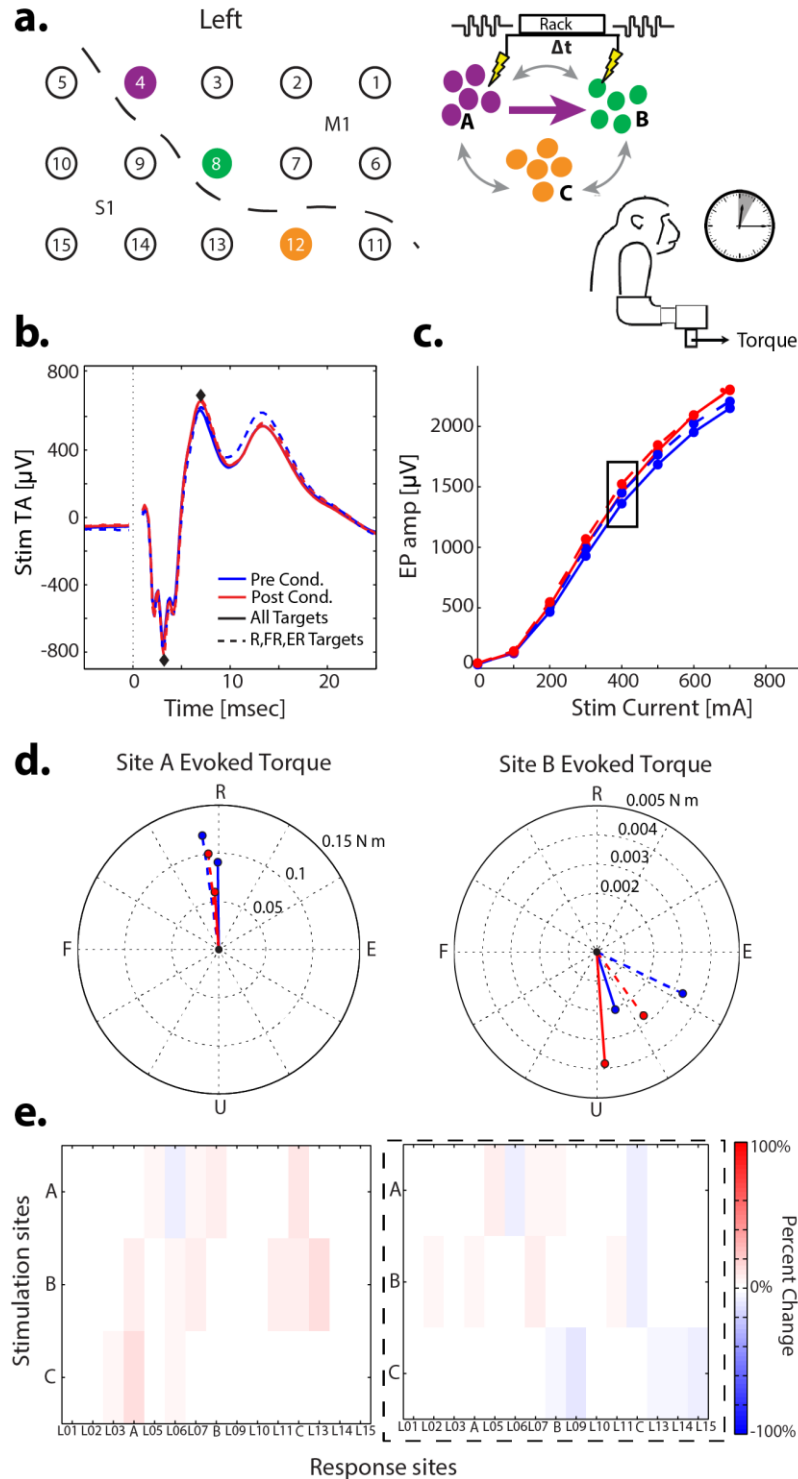 a.
Left
5 4 3 2 1
M1
10 9 8 7 6
S1
15 14 13 12 11
Rack
Δt
A
B
C
Torque
b.
Stim TA [µV]
800
400
0
-400
-800
Pre Cond.
Post Cond.
All Targets
R,FR,ER Targets
0 10 20
Time [msec]
c.
EP amp [µV]
2000
1500
1000
500
0
0 200 400 600 800
Stim Current [mA]
d.
Site A Evoked Torque
R
0.15 N m
0.1
0.05
F
E
U
Site B Evoked Torque
R
0.005 N m
0.004
0.003
0.002
F
E
U
e.
Stimulation sites
A
B
C
L01 L02 L03 A L05 L06 L07 B L09 L10 L11 C L13 L14 L15
A
B
C
L01 L02 L03 A L05 L06 L07 B L09 L10 L11 C L13 L14 L15
Response sites
100%
0%
-100%
Percent Change